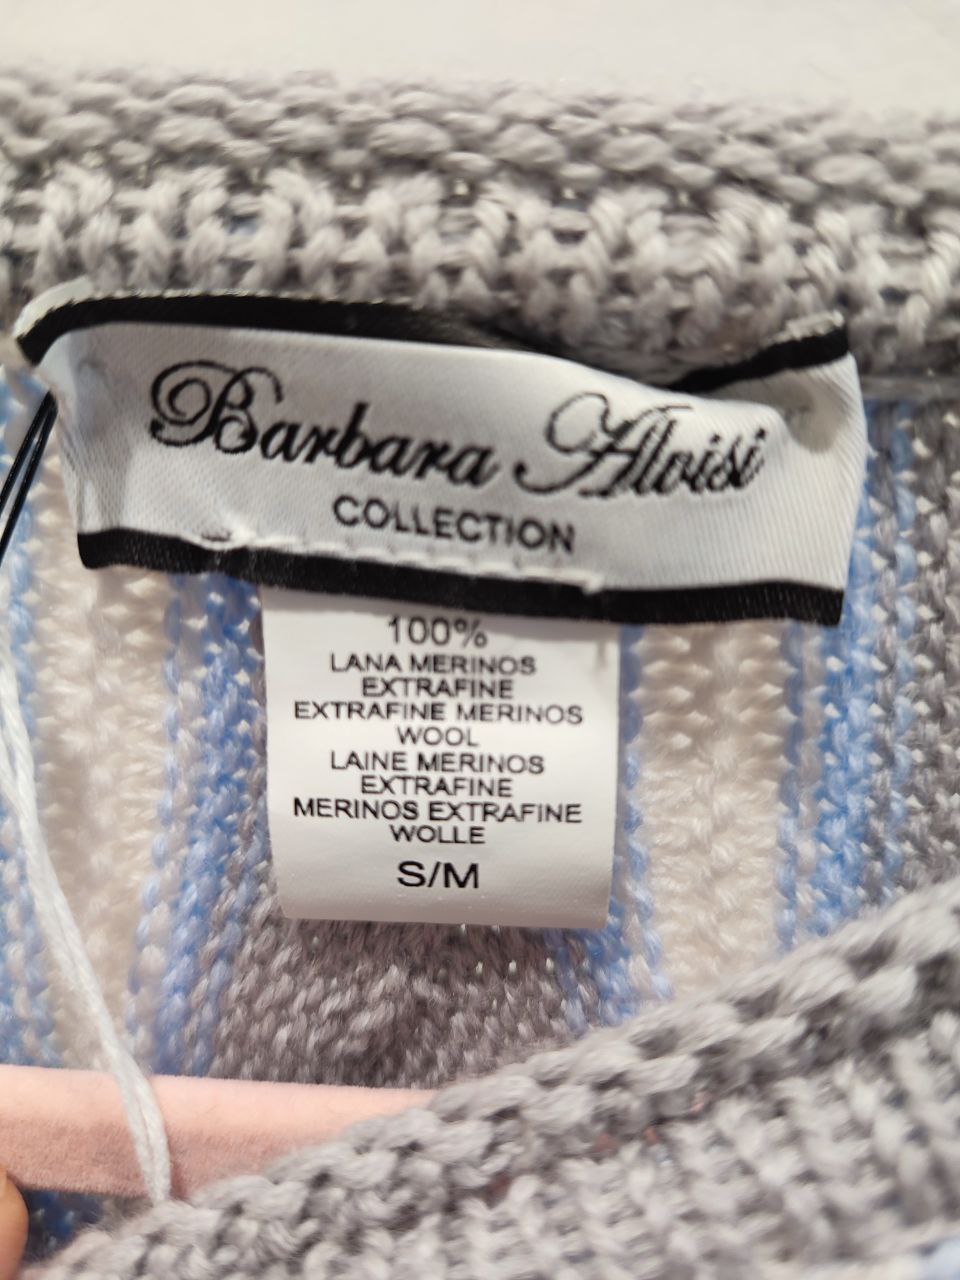 Barbara Aloisi
COLLECTION
100%
LANA MERINOS
EXTRAFINE
EXTRAFINE MERINOS
WOOL
LAINE MERINOS
EXTRAFINE
MERINOS EXTRAFINE
WOLLE
S/M